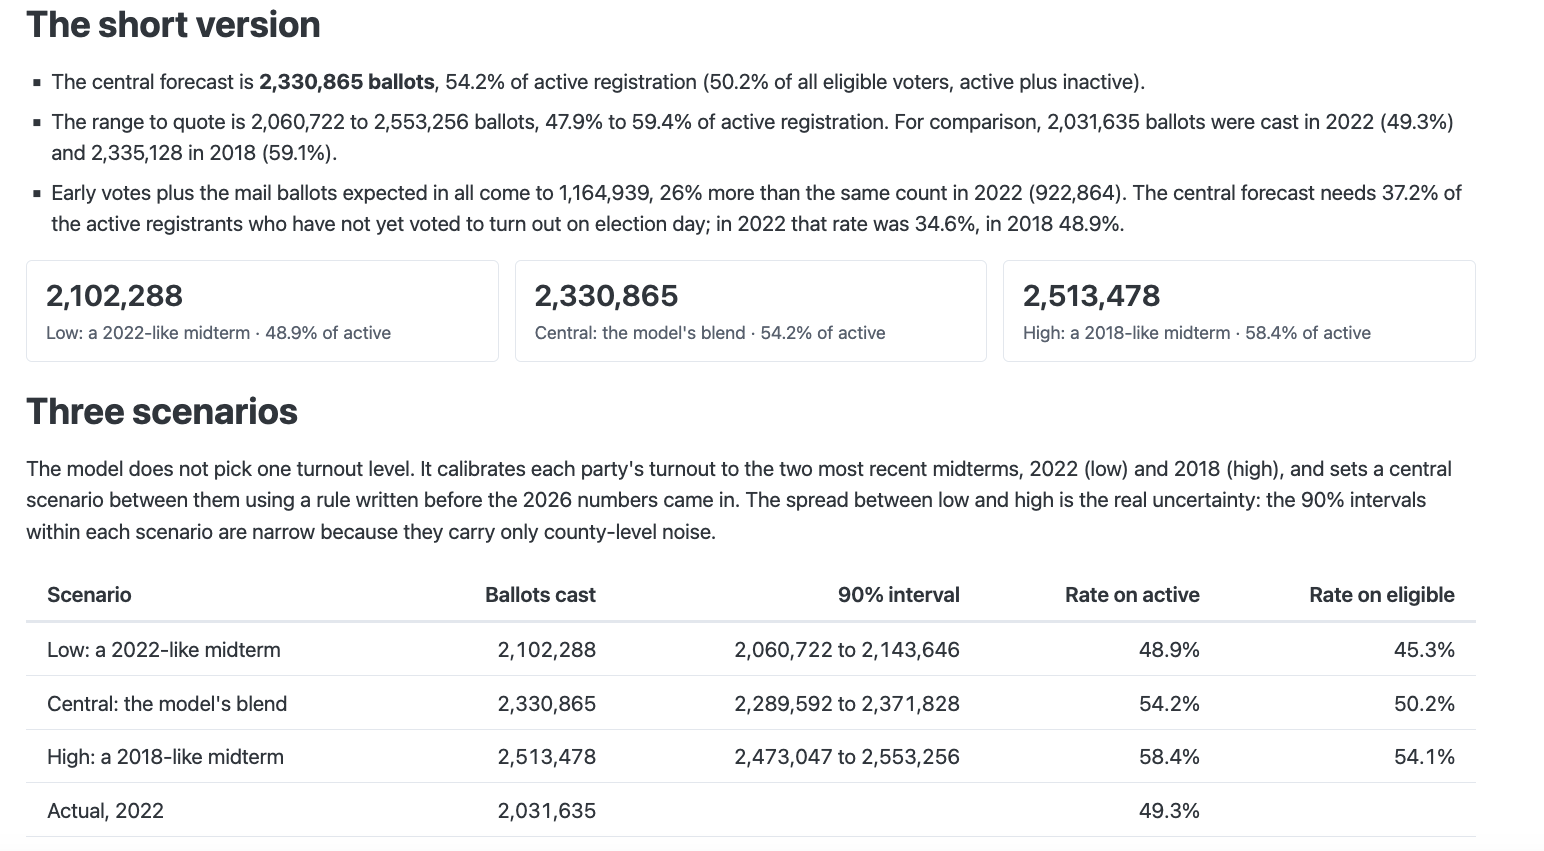 The short version
▪ The central forecast is 2,330,865 ballots, 54.2% of active registration (50.2% of all eligible voters, active plus inactive).
▪ The range to quote is 2,060,722 to 2,553,256 ballots, 47.9% to 59.4% of active registration. For comparison, 2,031,635 ballots were cast in 2022 (49.3%)
and 2,335,128 in 2018 (59.1%).
▪ Early votes plus the mail ballots expected in all come to 1,164,939, 26% more than the same count in 2022 (922,864). The central forecast needs 37.2% of
the active registrants who have not yet voted to turn out on election day; in 2022 that rate was 34.6%, in 2018 48.9%.
2,102,288
Low: a 2022-like midterm · 48.9% of active
2,330,865
Central: the model's blend · 54.2% of active
2,513,478
High: a 2018-like midterm · 58.4% of active
Three scenarios
The model does not pick one turnout level. It calibrates each party's turnout to the two most recent midterms, 2022 (low) and 2018 (high), and sets a central
scenario between them using a rule written before the 2026 numbers came in. The spread between low and high is the real uncertainty: the 90% intervals
within each scenario are narrow because they carry only county-level noise.
Scenario Ballots cast 90% interval Rate on active Rate on eligible
Low: a 2022-like midterm 2,102,288 2,060,722 to 2,143,646 48.9% 45.3%
Central: the model's blend 2,330,865 2,289,592 to 2,371,828 54.2% 50.2%
High: a 2018-like midterm 2,513,478 2,473,047 to 2,553,256 58.4% 54.1%
Actual, 2022 2,031,635 49.3%